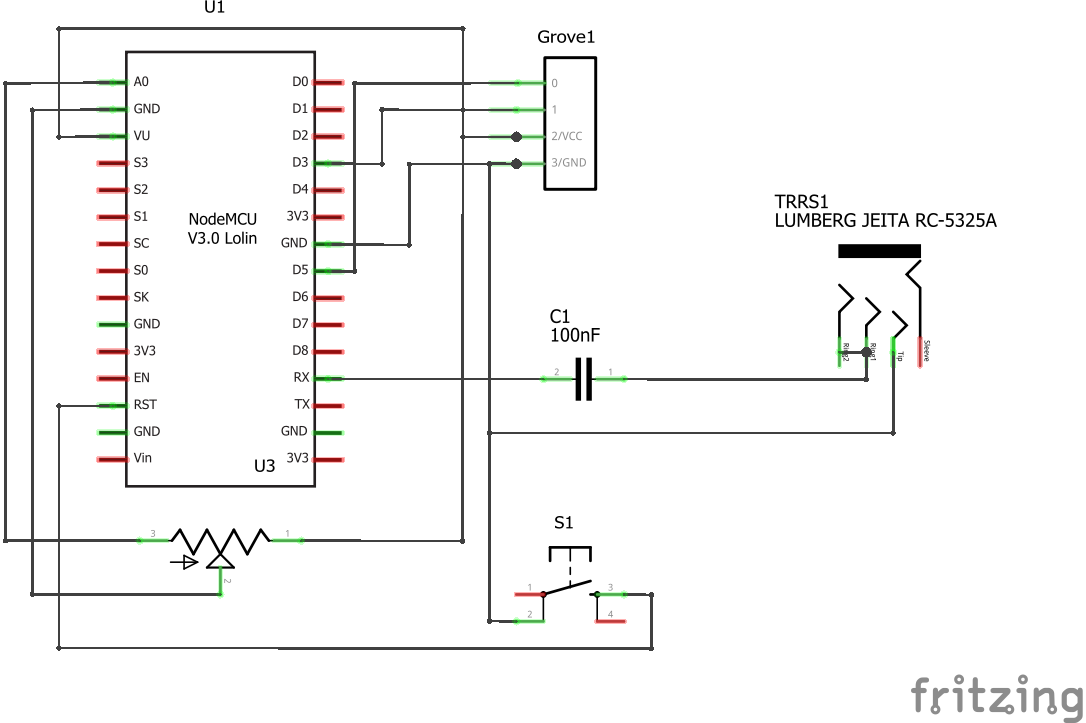 U1
Grove1
A0
GND
VU
S3
S2
S1
SC
S0
SK
GND
3V3
EN
RST
GND
Vin
NodeMCU
V3.0 Lolin
D0
D1
D2
D3
D4
3V3
GND
D5
D6
D7
D8
RX
TX
GND
3V3
U3
0
1
2/VCC
3/GND
TRRS1
LUMBERG JEITA RC-5325A
Tip
Sleeve
C1
100nF
2
1
3
1
2
S1
1
3
2
4
fritzing